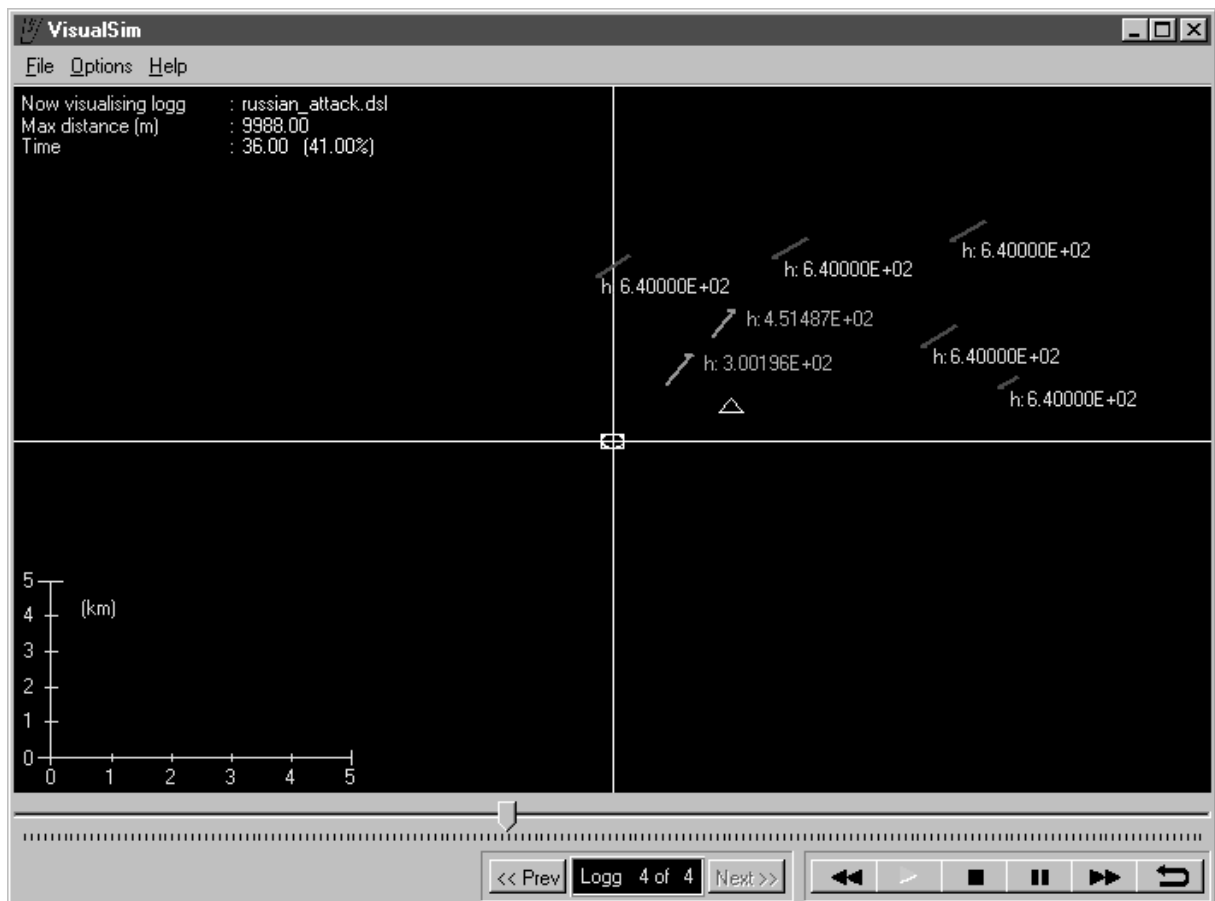 VisualSim
File Options Help
Now visualising logg : russian_attack.dsl
Max distance (m) : 9988.00
Time : 36.00 (41.00%)
h: 6.40000E+02
h: 6.40000E+02
h: 6.40000E+02
h: 4.51487E+02
h: 6.40000E+02
h: 3.00196E+02
h: 6.40000E+02
5
4 (km)
3
2
1
0
0 1 2 3 4 5
<< Prev Logg 4 of 4 Next >>